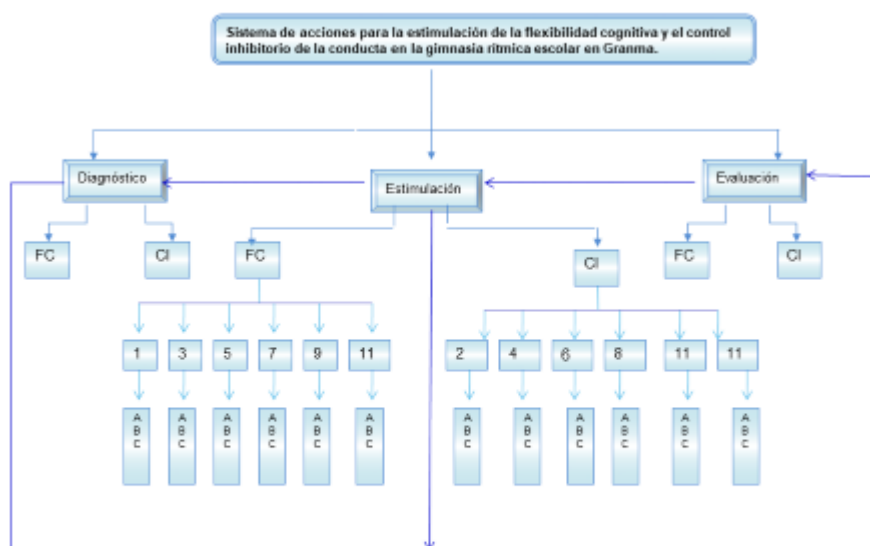 Sistema de acciones para la estimulación de la flexibilidad cognitiva y el control
inhibitorio de la conducta en la gimnasia rítmica escolar en Granma.
Diagnóstico
Estimulación
Evaluación
FC
CI
FC
CI
FC
CI
1
3
5
7
9
11
2
4
6
8
11
11
A
B
C
A
B
C
A
B
C
A
B
C
A
B
C
A
B
C
A
B
C
A
B
C
A
B
C
A
B
C
A
B
C
A
B
C